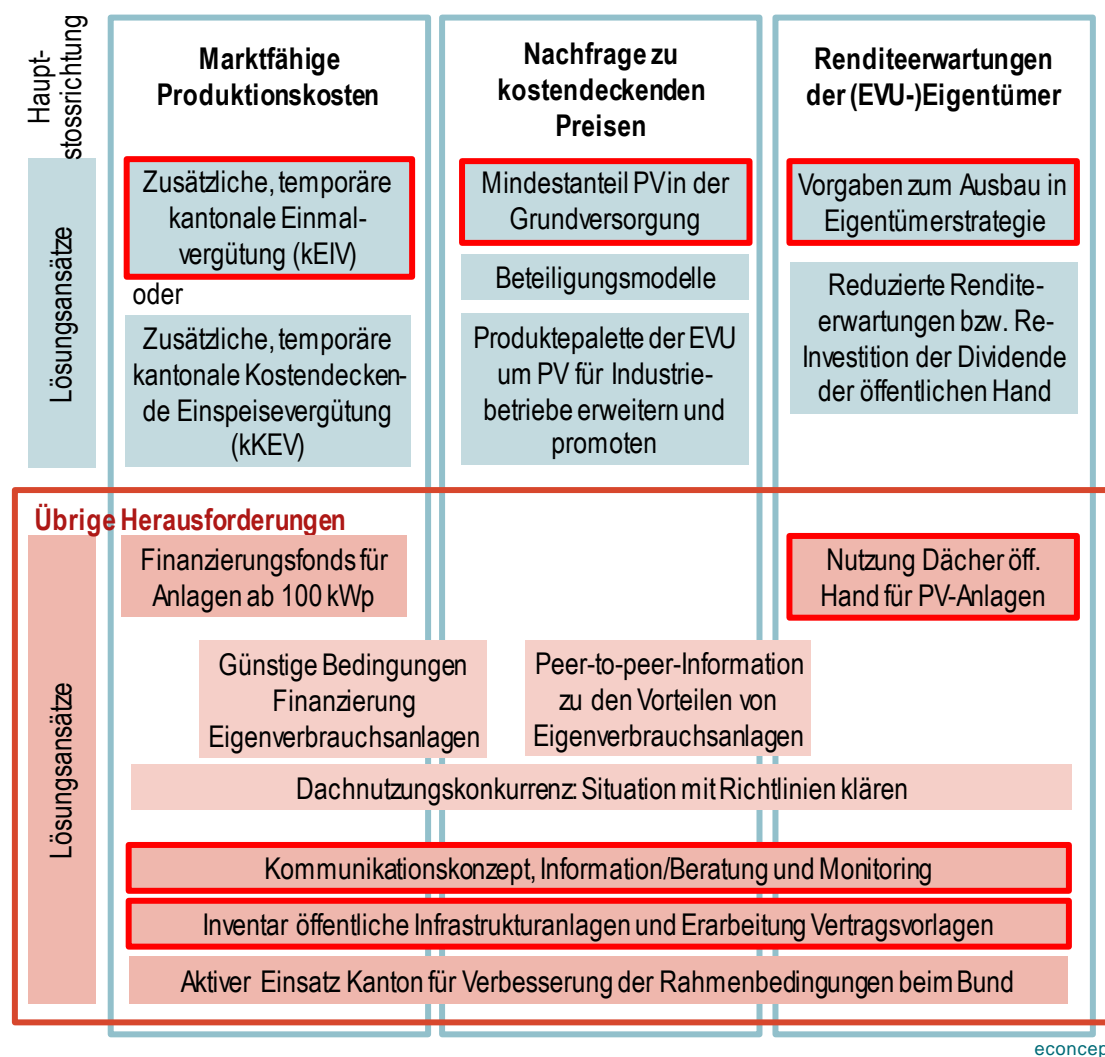 Haupt-
stossrichtung
Marktfähige
Produktionskosten
Nachfrage zu
kostendeckenden
Preisen
Renditeerwartungen
der (EVU-)Eigentümer
Lösungsansätze
Zusätzliche, temporäre
kantonale Einmal-
vergütung (kEIV)
oder
Zusätzliche, temporäre
kantonale Kostendecken-
de Einspeisevergütung
(kKEV)
Mindestanteil PV in der
Grundversorgung
Beteiligungsmodelle
Produktepalette der EVU
um PV für Industrie-
betriebe erweitern und
promoten
Vorgaben zum Ausbau in
Eigentümerstrategie
Reduzierte Rendite-
erwartungen bzw. Re-
Investition der Dividende
der öffentlichen Hand
Übrige Herausforderungen
Lösungsansätze
Finanzierungsfonds für
Anlagen ab 100 kWp
Nutzung Dächer öff.
Hand für PV-Anlagen
Günstige Bedingungen
Finanzierung
Eigenverbrauchsanlagen
Peer-to-peer-Information
zu den Vorteilen von
Eigenverbrauchsanlagen
Dachnutzungskonkurrenz: Situation mit Richtlinien klären
Kommunikationskonzept, Information/Beratung und Monitoring
Inventar öffentliche Infrastrukturanlagen und Erarbeitung Vertragsvorlagen
Aktiver Einsatz Kanton für Verbesserung der Rahmenbedingungen beim Bund
econcep